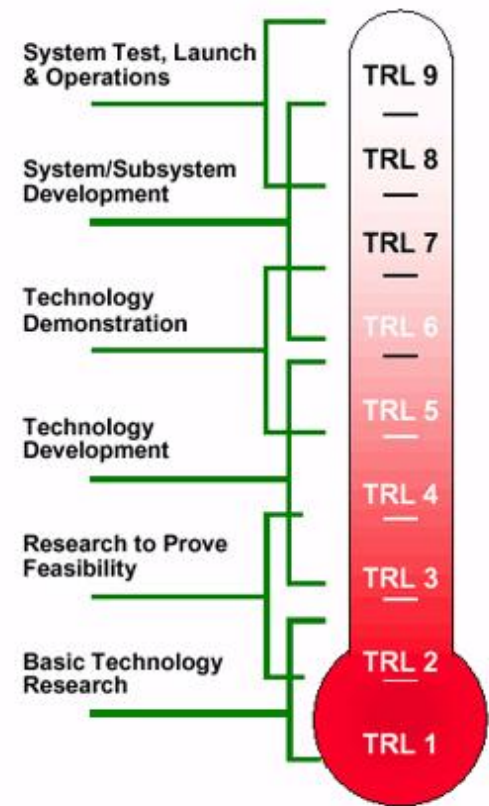 System Test, Launch
& Operations
System/Subsystem
Development
Technology
Demonstration
Technology
Development
Research to Prove
Feasibility
Basic Technology
Research
TRL 9
TRL 8
TRL 7
TRL 6
TRL 5
TRL 4
TRL 3
TRL 2
TRL 1